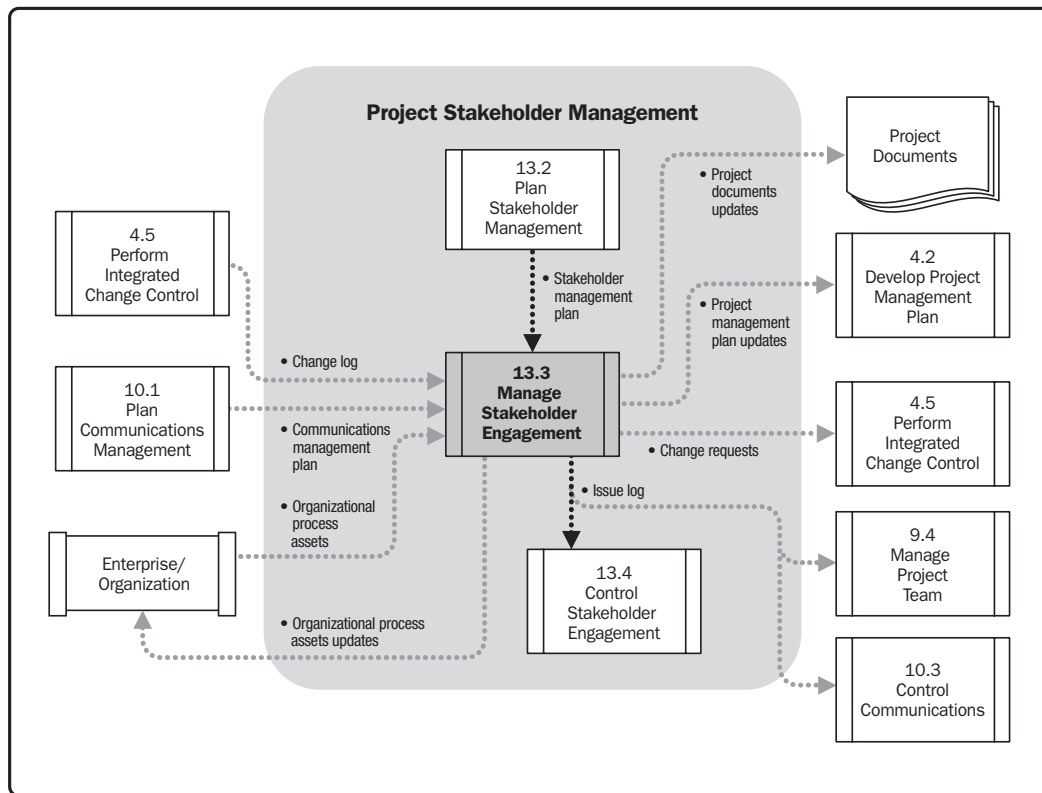 Project Stakeholder Management
13.2
Plan
Stakeholder
Management
• Stakeholder
management
plan
4.5
Perform
Integrated
Change Control
• Change log
10.1
Plan
Communications
Management
• Communications
management
plan
• Organizational
process
assets
Enterprise/
Organization
• Organizational process
assets updates
13.3
Manage
Stakeholder
Engagement
• Issue log
13.4
Control
Stakeholder
Engagement
• Project
documents
updates
Project
Documents
• Project
management
plan updates
4.2
Develop Project
Management
Plan
• Change requests
4.5
Perform
Integrated
Change Control
9.4
Manage
Project
Team
10.3
Control
Communications